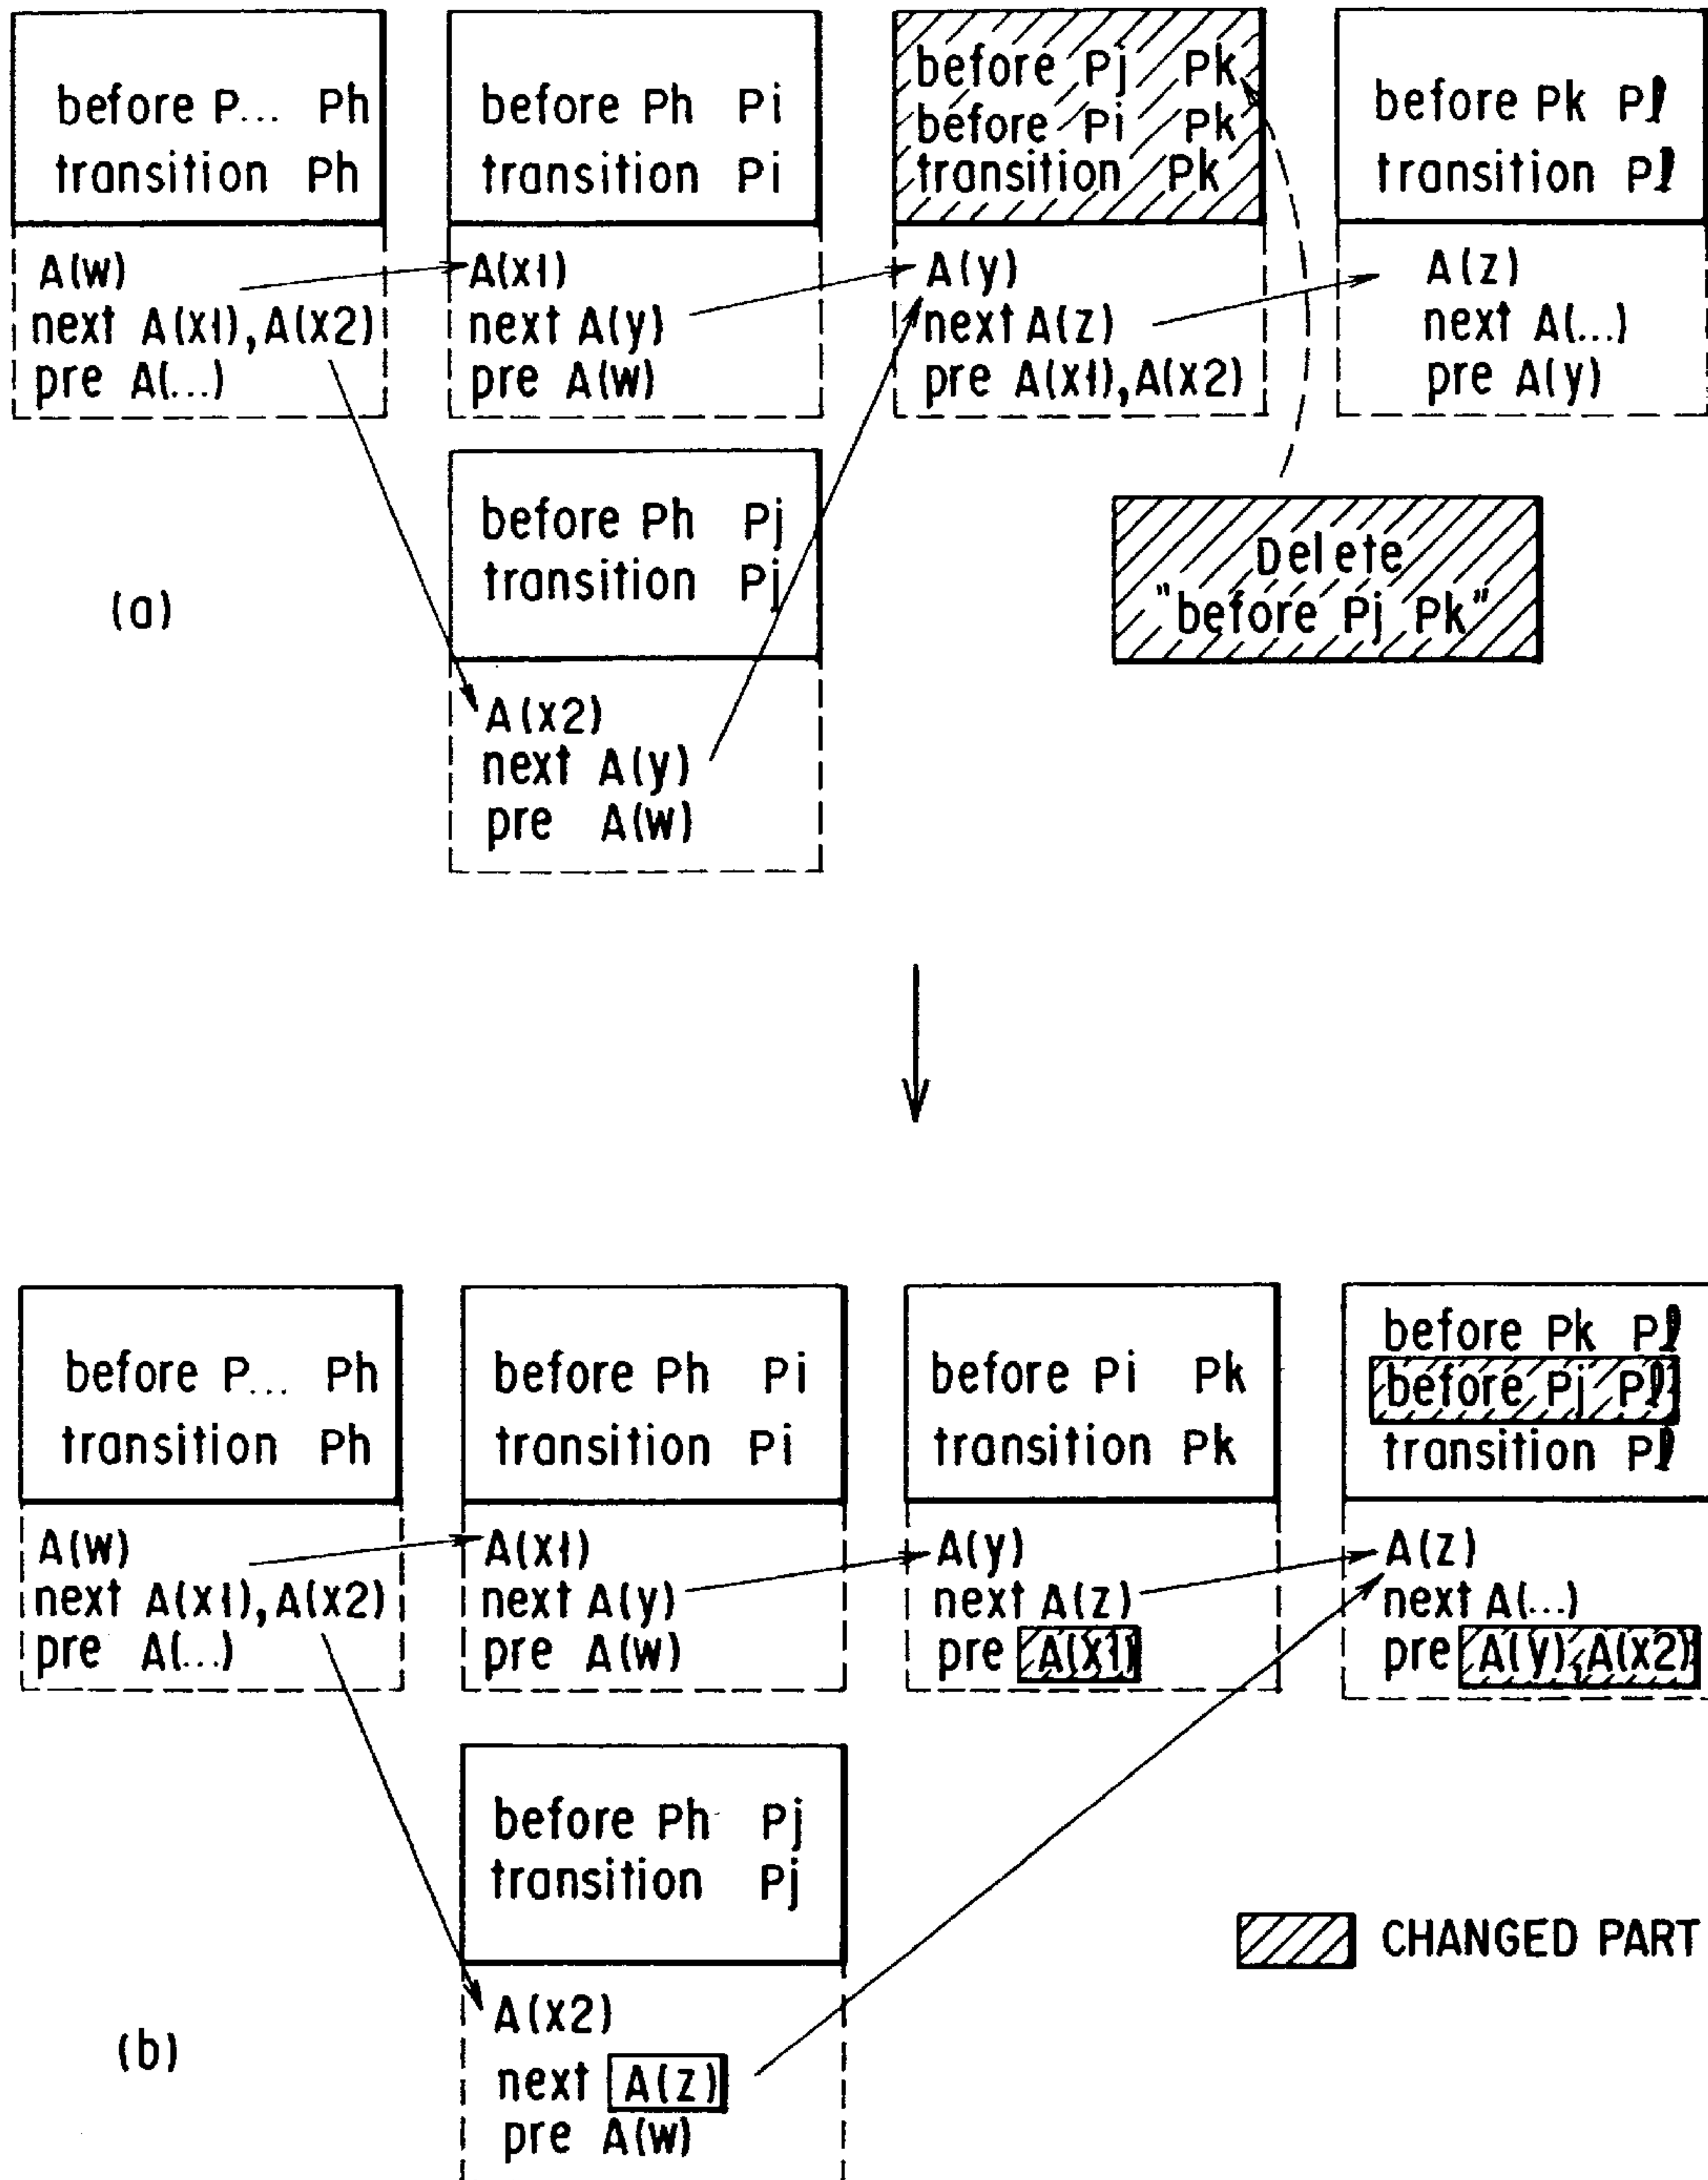 before P... Ph
transition Ph
A(w)
next A(x1),A(x2)
pre A(...)
before Ph Pi
transition Pi
A(x1)
next A(y)
pre A(w)
before Pj Pk
before Pi Pk
transition Pk
A(y)
next A(z)
pre A(x1),A(x2)
before Pk Pl
transition Pl
A(z)
next A(...)
pre A(y)
before Ph Pj
transition Pj
A(x2)
next A(y)
pre A(w)
Delete
"before Pj Pk"
(a)
before P... Ph
transition Ph
A(w)
next A(x1),A(x2)
pre A(...)
before Ph Pi
transition Pi
A(x1)
next A(y)
pre A(w)
before Pi Pk
transition Pk
A(y)
next A(z)
pre A(x1)
before Pk Pl
before Pj Pl
transition Pl
A(z)
next A(...)
pre A(y),A(x2)
before Ph Pj
transition Pj
A(x2)
next A(z)
pre A(w)
CHANGED PART
(b)